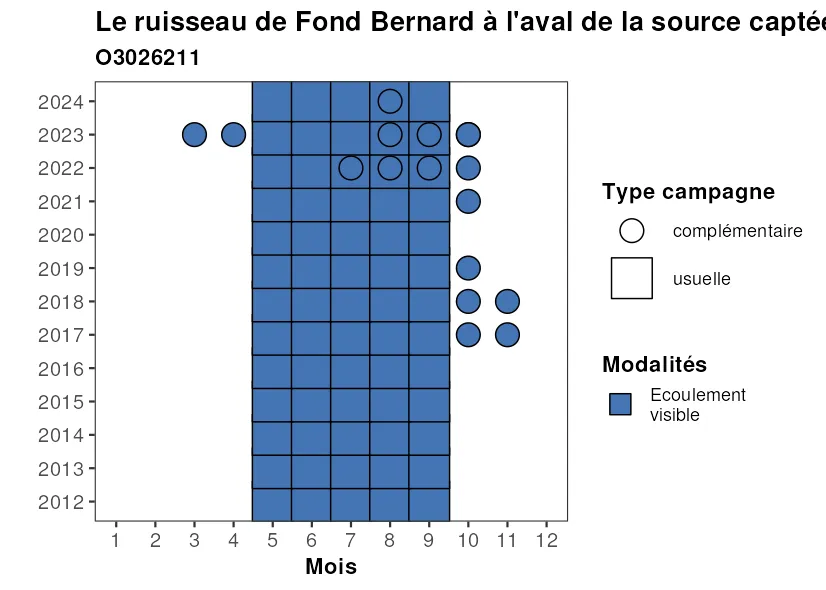 Le ruisseau de Fond Bernard à l'aval de la source captée
O3026211
2024
2023
2022
2021
2020
2019
2018
2017
2016
2015
2014
2013
2012
1 2 3 4 5 6 7 8 9 10 11 12
Mois
Type campagne
complémentaire
usuelle
Modalités
Ecoulement
visible